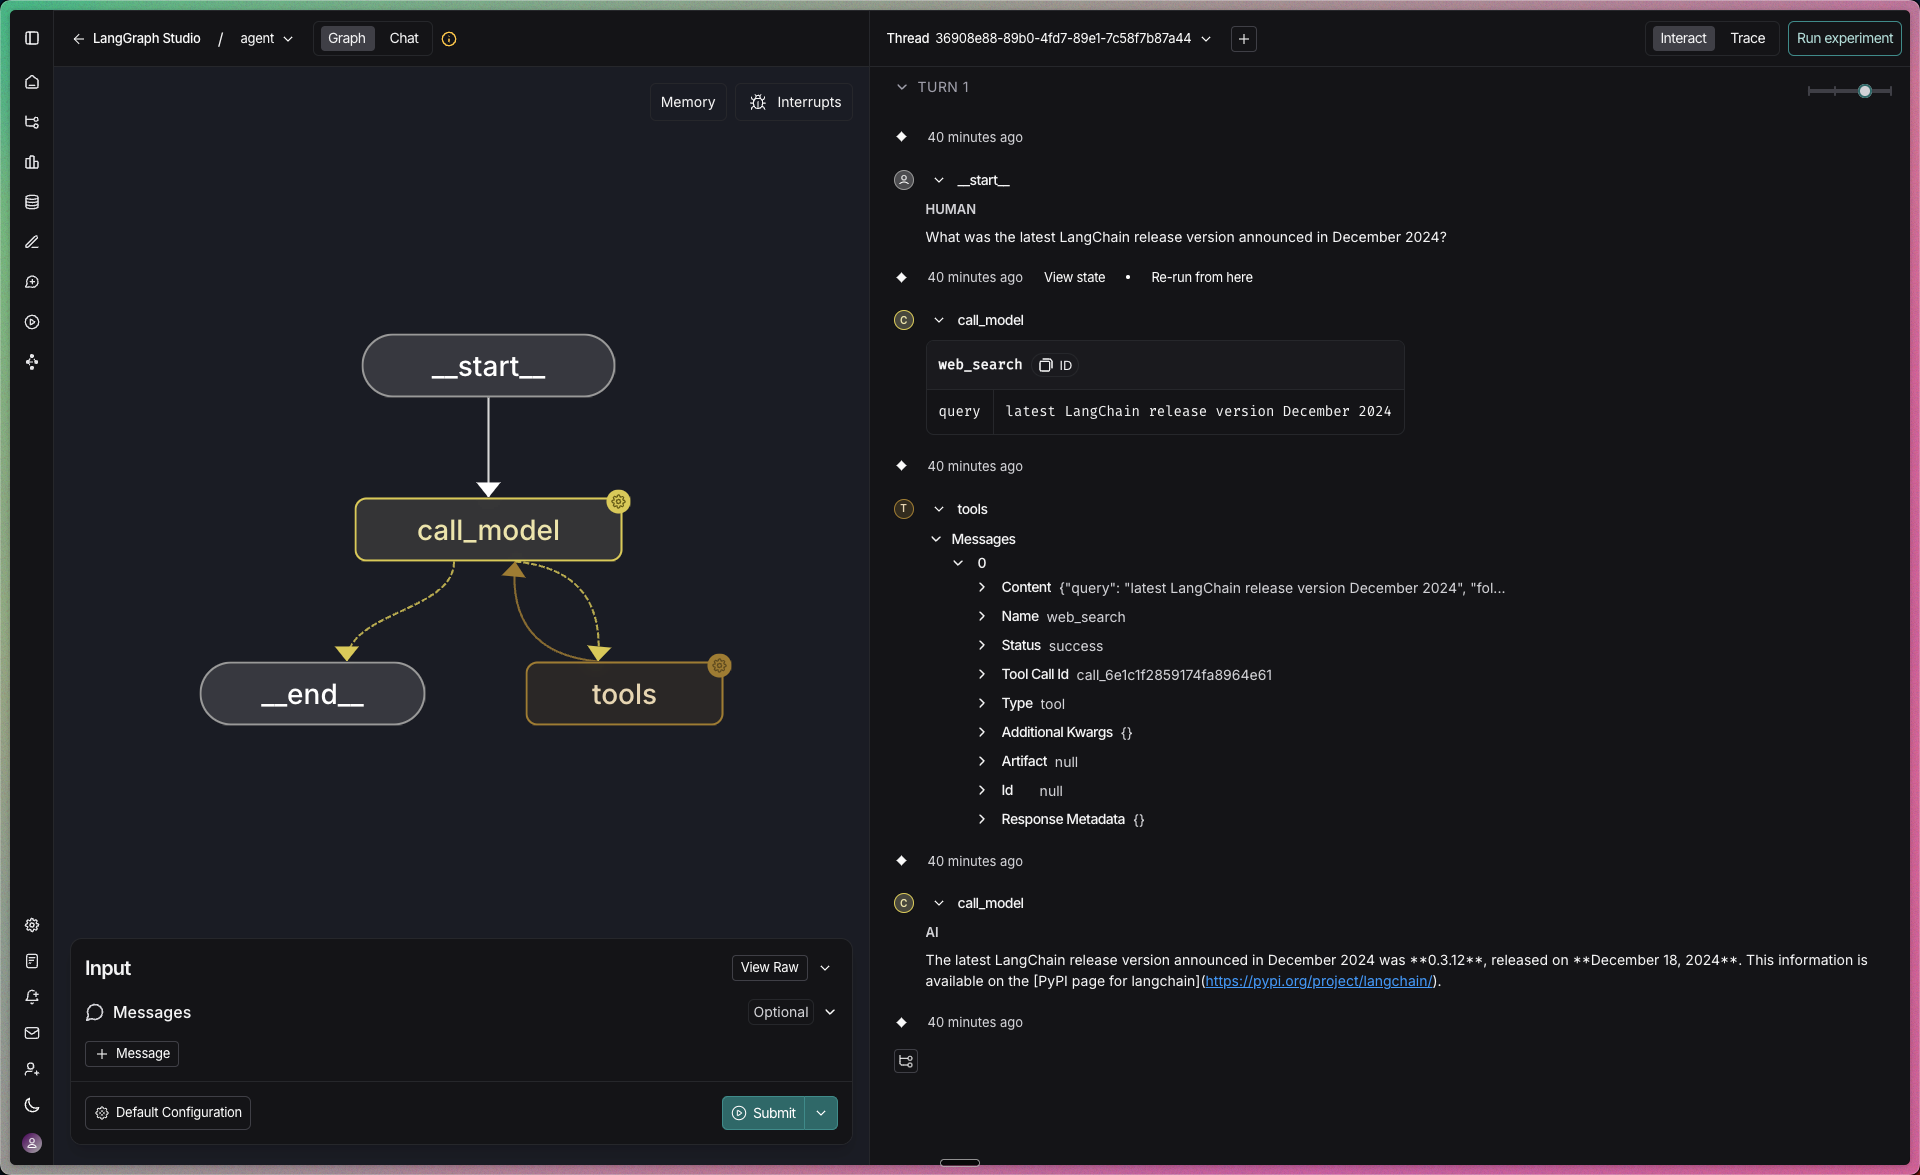 LangGraph Studio / agent
Graph Chat
Memory Interrupts
__start__
call_model
__end__
tools
Input
View Raw
Messages
Optional
+ Message
Default Configuration
Submit
Thread 36908e88-89b0-4fd7-89e1-7c58f7b87a44
+
Interact Trace
Run experiment
TURN 1
40 minutes ago
__start__
HUMAN
What was the latest LangChain release version announced in December 2024?
40 minutes ago View state • Re-run from here
C call_model
web_search ID
query latest LangChain release version December 2024
40 minutes ago
T tools
Messages
0
Content {"query": "latest LangChain release version December 2024", "fol...
Name web_search
Status success
Tool Call Id call_6e1c1f2859174fa8964e61
Type tool
Additional Kwargs {}
Artifact null
Id null
Response Metadata {}
40 minutes ago
C call_model
AI
The latest LangChain release version announced in December 2024 was **0.3.12**, released on **December 18, 2024**. This information is
available on the [PyPI page for langchain](https://pypi.org/project/langchain/).
40 minutes ago